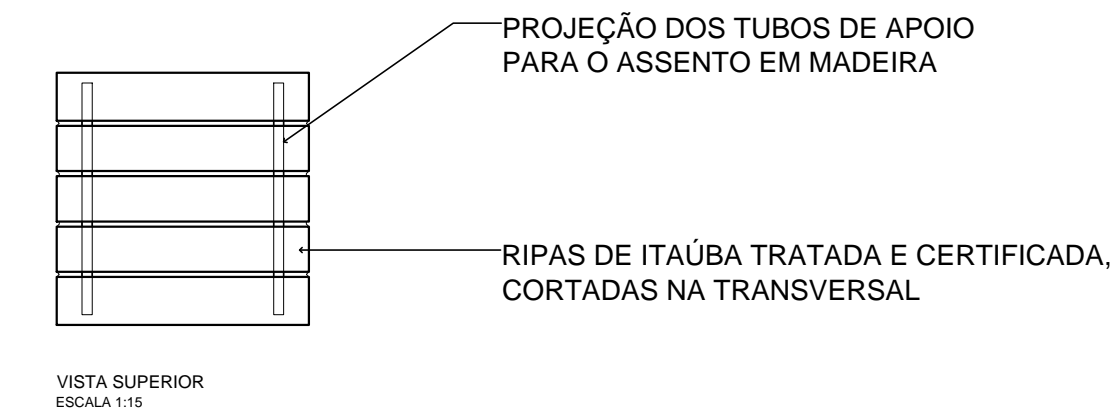 PROJEÇÃO DOS TUBOS DE APOIO
PARA O ASSENTO EM MADEIRA
RIPAS DE ITAÚBA TRATADA E CERTIFICADA,
CORTADAS NA TRANSVERSAL
VISTA SUPERIOR
ESCALA 1:15